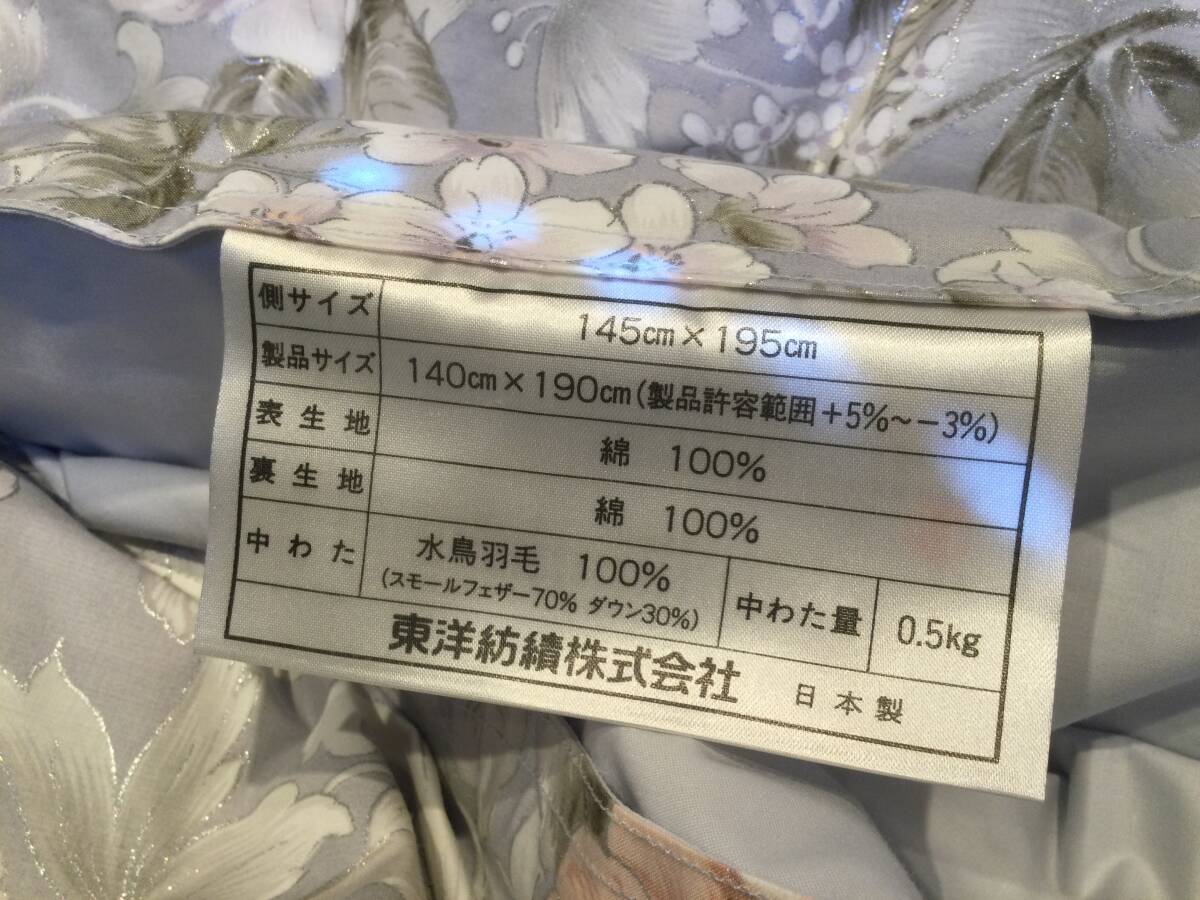 側サイズ 145㎝×195㎝
製品サイズ 140㎝×190㎝(製品許容範囲+5%~-3%)
表生地 綿 100%
裏生地 綿 100%
中わた 水鳥羽毛 100%
(スモールフェザー70% ダウン30%)
中わた量 0.5kg
東洋紡績株式会社 日本製